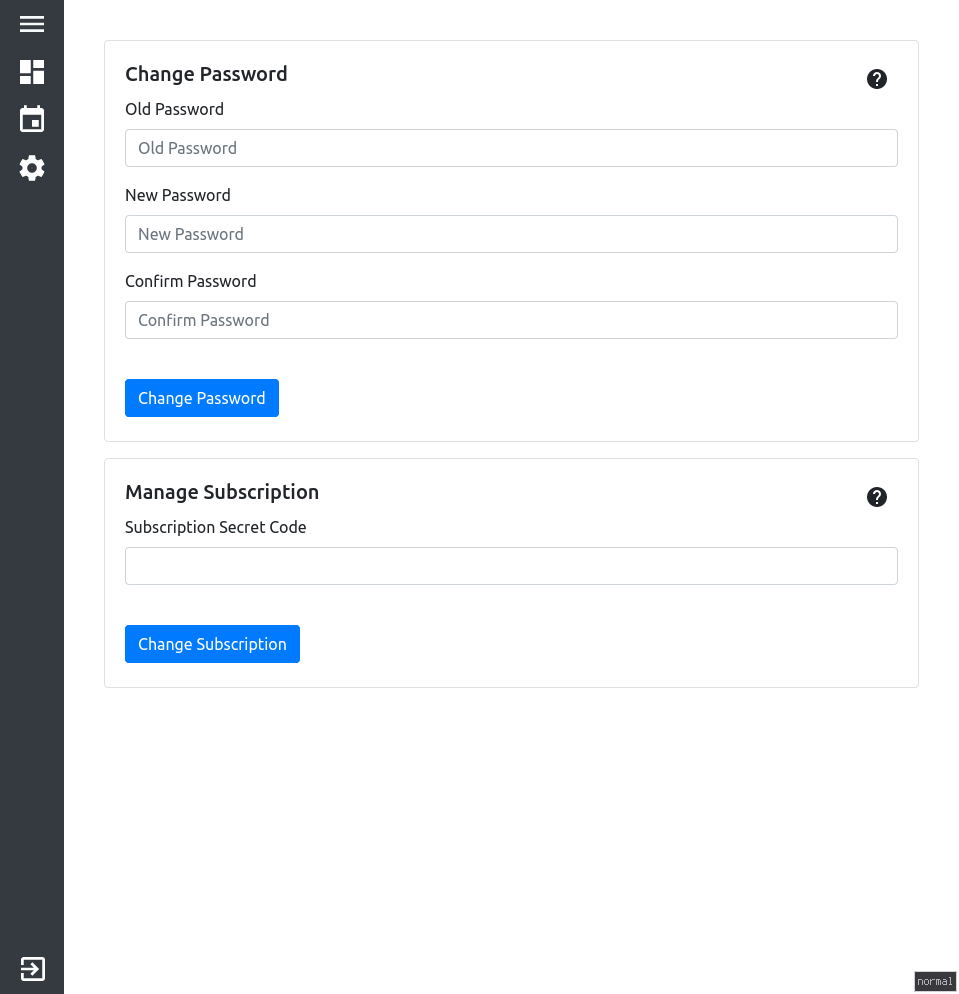 Change Password
Old Password
Old Password
New Password
New Password
Confirm Password
Confirm Password
Change Password
Manage Subscription
Subscription Secret Code
Change Subscription
normal